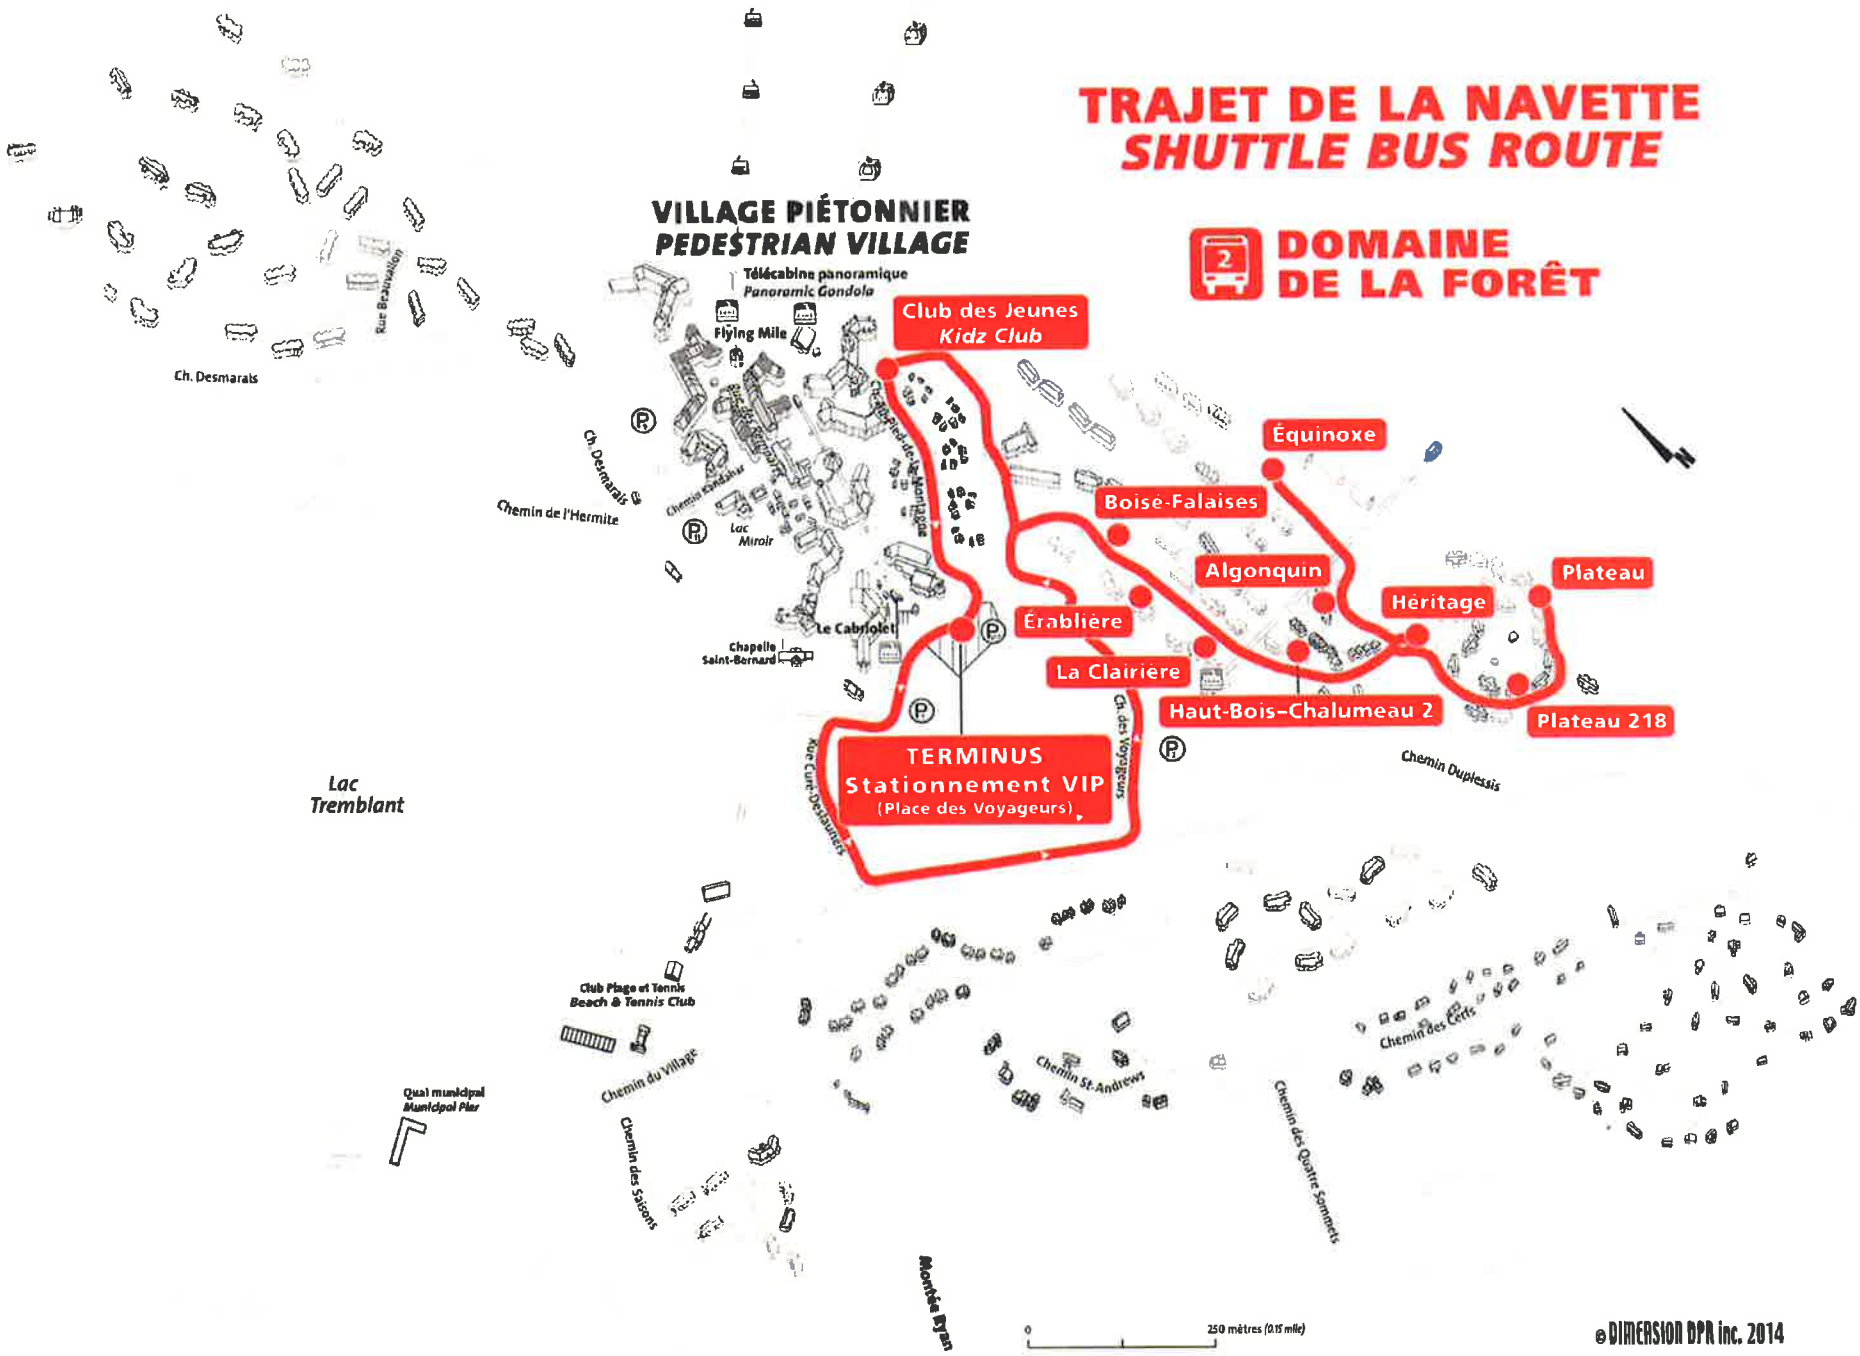 TRAJET DE LA NAVETTE
SHUTTLE BUS ROUTE
2
DOMAINE
DE LA FORÊT
VILLAGE PIÉTONNIER
PEDESTRIAN VILLAGE
Télécabine panoramique
Panoramic Gondola
Flying Mile
Club des Jeunes
Kidz Club
Rue Beauvallon
Ch. Desmarais
Ch. Desmarais
Chemin de l'Hermite
Chemin Kandahar
Lac
Miroir
Équinoxe
Boisé-Falaises
Algonquin
Plateau
Héritage
Érablière
La Clairière
Haut-Bois–Chalumeau 2
Plateau 218
Le Cabriolet
Chapelle
Saint-Bernard
P
P
P
P
P
TERMINUS
Stationnement VIP
(Place des Voyageurs)
Ch. des Voyageurs
Rue Curé-Deslauriers
Chemin Duplessis
Lac
Tremblant
Club Plage et Tennis
Beach & Tennis Club
Chemin du Village
Quai municipal
Municipal Pier
Chemin des Saisons
Chemin St-Andrews
Chemin des Cerfs
Chemin des Quatre Sommets
Montée Ryan
0
250 mètres (0.15 mile)
© DIMENSION DPR inc. 2014